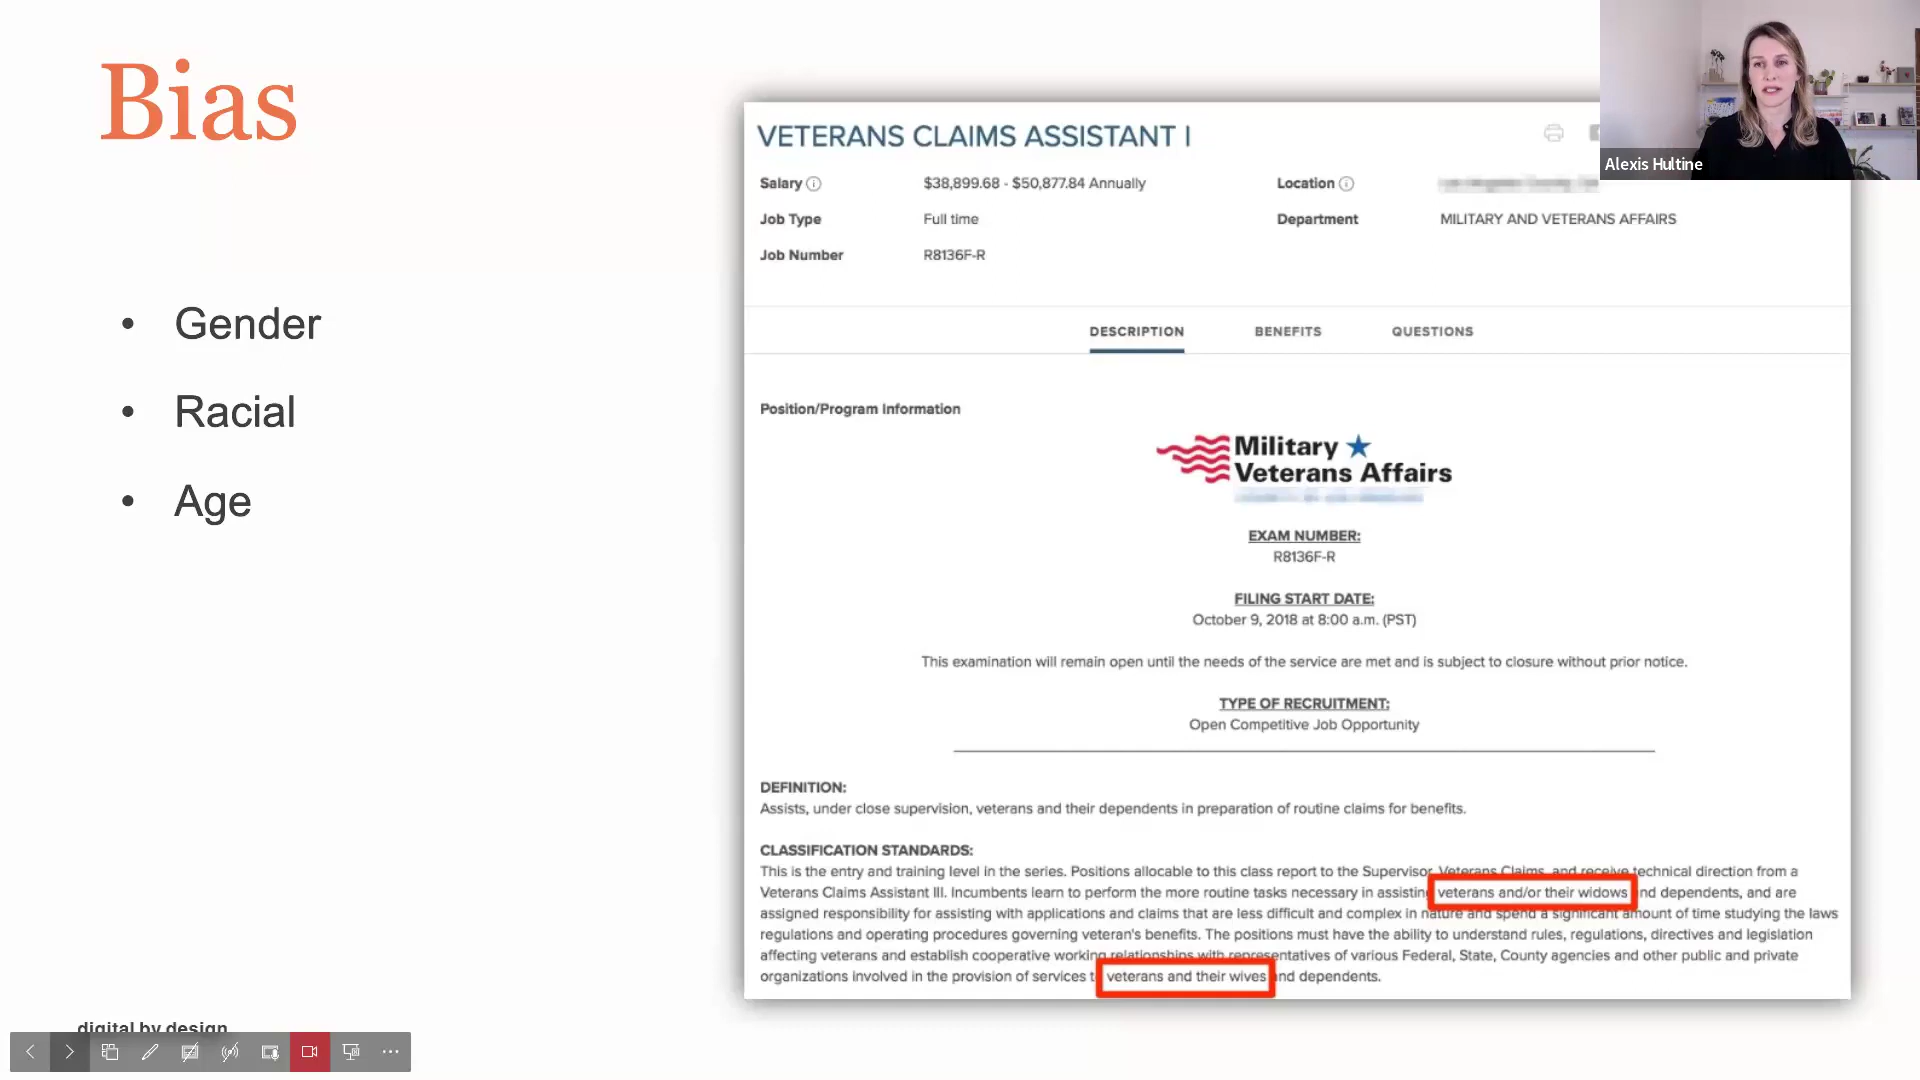 Bias
• Gender
• Racial
• Age
VETERANS CLAIMS ASSISTANT I
Salary $38,899.68 - $50,877.84 Annually Location
Job Type Full time Department MILITARY AND VETERANS AFFAIRS
Job Number R8136F-R
DESCRIPTION BENEFITS QUESTIONS
Position/Program Information
Military
Veterans Affairs
EXAM NUMBER:
R8136F-R
FILING START DATE:
October 9, 2018 at 8:00 a.m. (PST)
This examination will remain open until the needs of the service are met and is subject to closure without prior notice.
TYPE OF RECRUITMENT:
Open Competitive Job Opportunity
DEFINITION:
Assists, under close supervision, veterans and their dependents in preparation of routine claims for benefits.
CLASSIFICATION STANDARDS:
This is the entry and training level in the series. Positions allocable to this class report to the Supervisor, Veterans Claims, and receive technical direction from a
Veterans Claims Assistant III. Incumbents learn to perform the more routine tasks necessary in assisting veterans and/or their widows and dependents, and are
assigned responsibility for assisting with applications and claims that are less difficult and complex in nature and spend a significant amount of time studying the laws
regulations and operating procedures governing veteran's benefits. The positions must have the ability to understand rules, regulations, directives and legislation
affecting veterans and establish cooperative working relationships with representatives of various Federal, State, County agencies and other public and private
organizations involved in the provision of services to veterans and their wives and dependents.
Alexis Hultine
digital by design